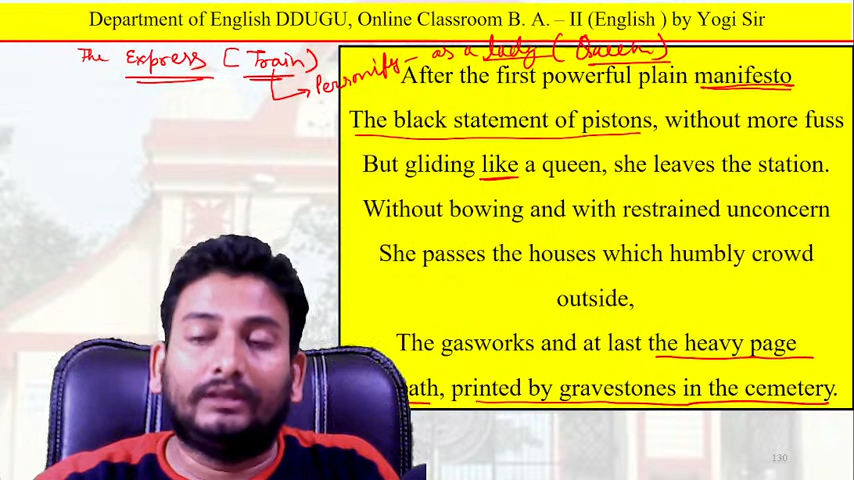 Department of English DDUGU, Online Classroom B. A. – II (English ) by Yogi Sir
The Express ( Train ) Personify – as a lady ( Queen )
After the first powerful plain manifesto
The black statement of pistons, without more fuss
But gliding like a queen, she leaves the station.
Without bowing and with restrained unconcern
She passes the houses which humbly crowd
outside,
The gasworks and at last the heavy page
ath, printed by gravestones in the cemetery.
130